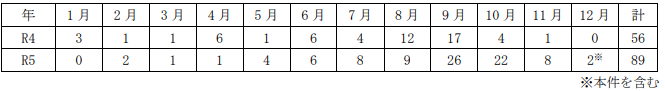 年 1月 2月 3月 4月 5月 6月 7月 8月 9月 10月 11月 12月 計
R4 3 1 1 6 1 6 4 12 17 4 1 0 56
R5 0 2 1 1 4 6 8 9 26 22 8 2※ 89
※本件を含む